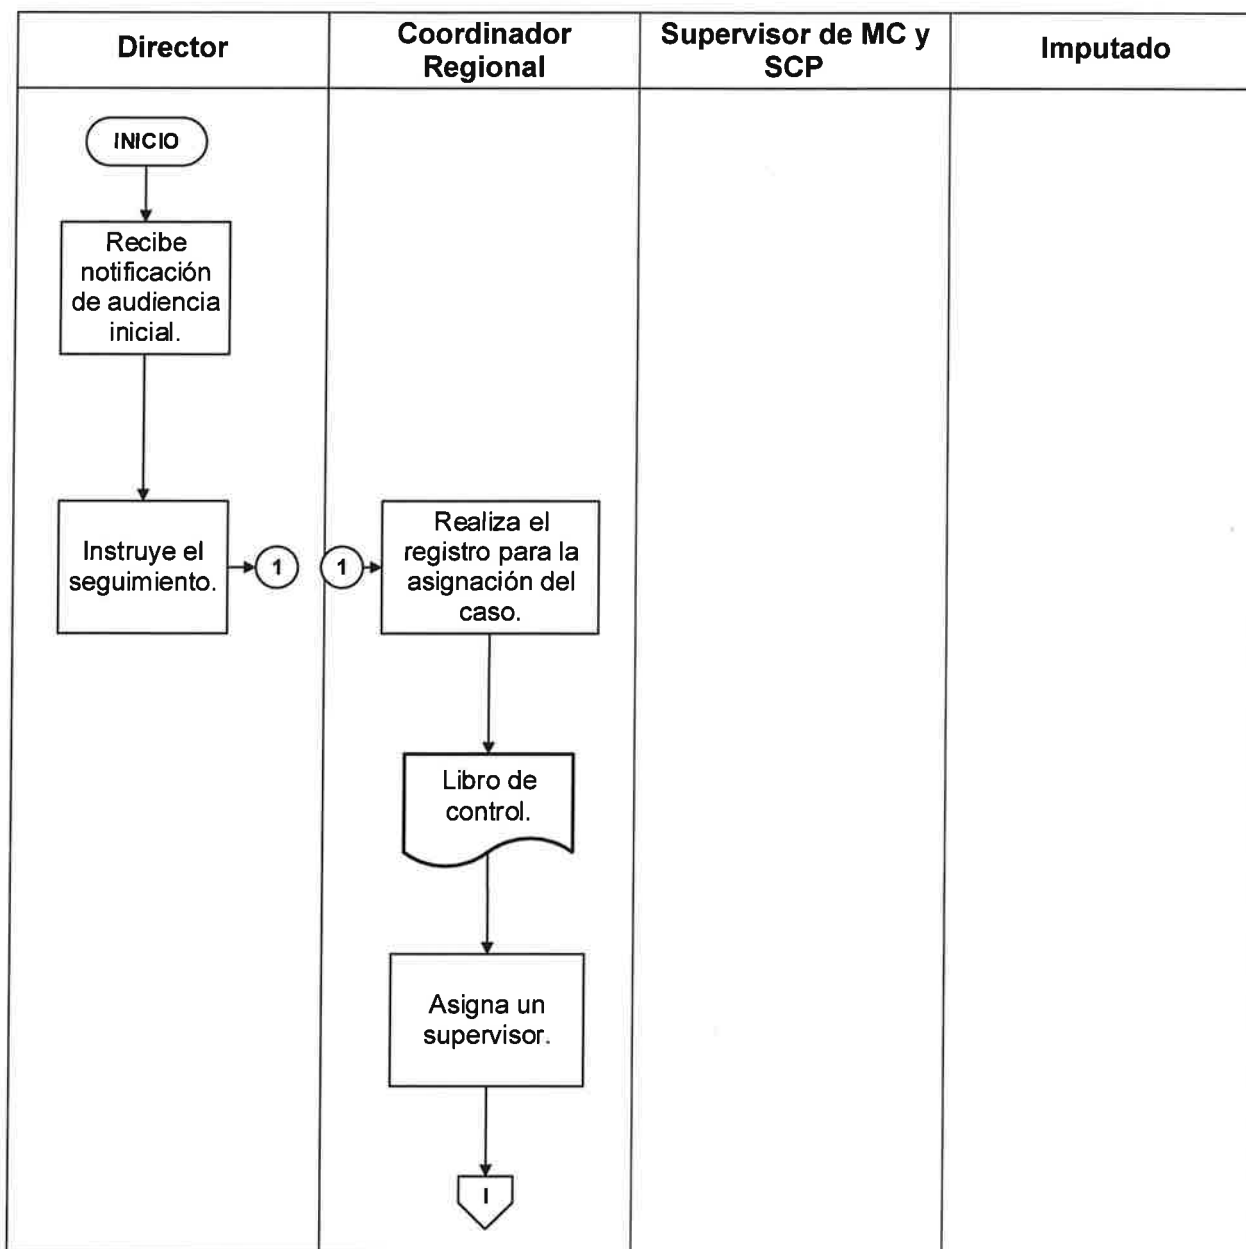 Director
Coordinador
Regional
Supervisor de MC y
SCP
Imputado
INICIO
Recibe
notificación
de audiencia
inicial.
Instruye el
seguimiento.
1
1
Realiza el
registro para la
asignación del
caso.
Libro de
control.
Asigna un
supervisor.
I